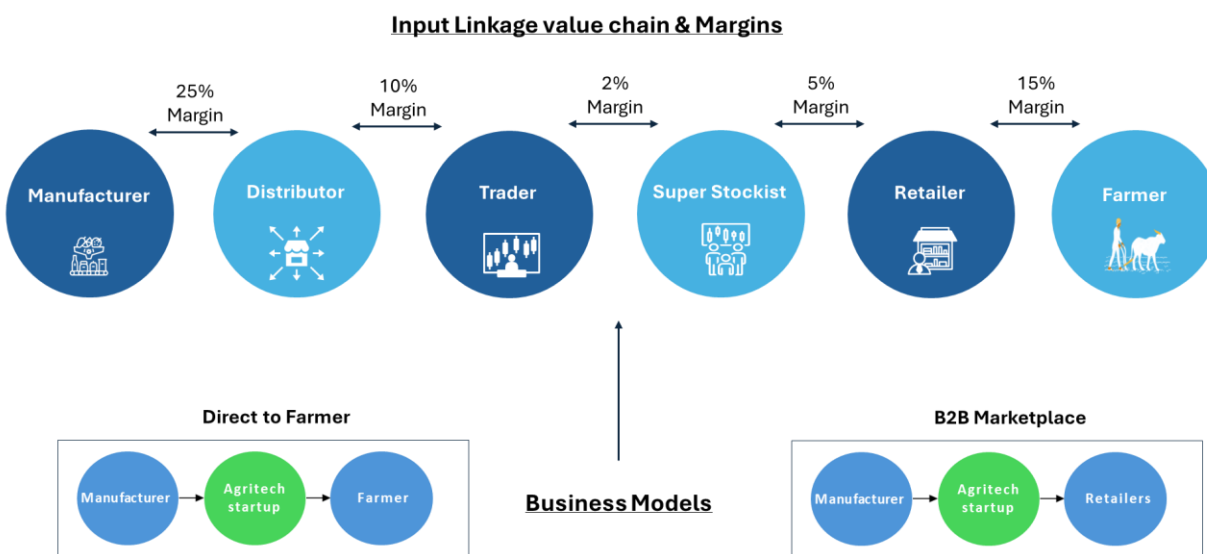 Input Linkage value chain & Margins
25%
Margin
10%
Margin
2%
Margin
5%
Margin
15%
Margin
Manufacturer
Distributor
Trader
Super Stockist
Retailer
Farmer
Direct to Farmer
Manufacturer
Agritech
startup
Farmer
Business Models
B2B Marketplace
Manufacturer
Agritech
startup
Retailers